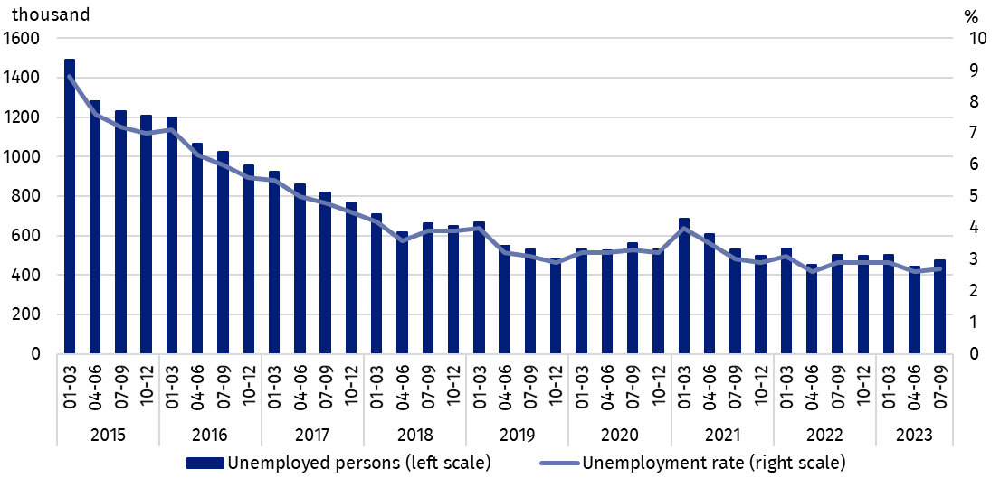 thousand %
1600 10
1400 9
1200 8
1000 7
800 6
600 5
400 4
200 3
0 2
1
0
01-03 04-06 07-09 10-12 01-03 04-06 07-09 10-12 01-03 04-06 07-09 10-12 01-03 04-06 07-09 10-12 01-03 04-06 07-09 10-12 01-03 04-06 07-09 10-12 01-03 04-06 07-09 10-12 01-03 04-06 07-09 10-12 01-03 04-06 07-09
2015 2016 2017 2018 2019 2020 2021 2022 2023
Unemployed persons (left scale) Unemployment rate (right scale)